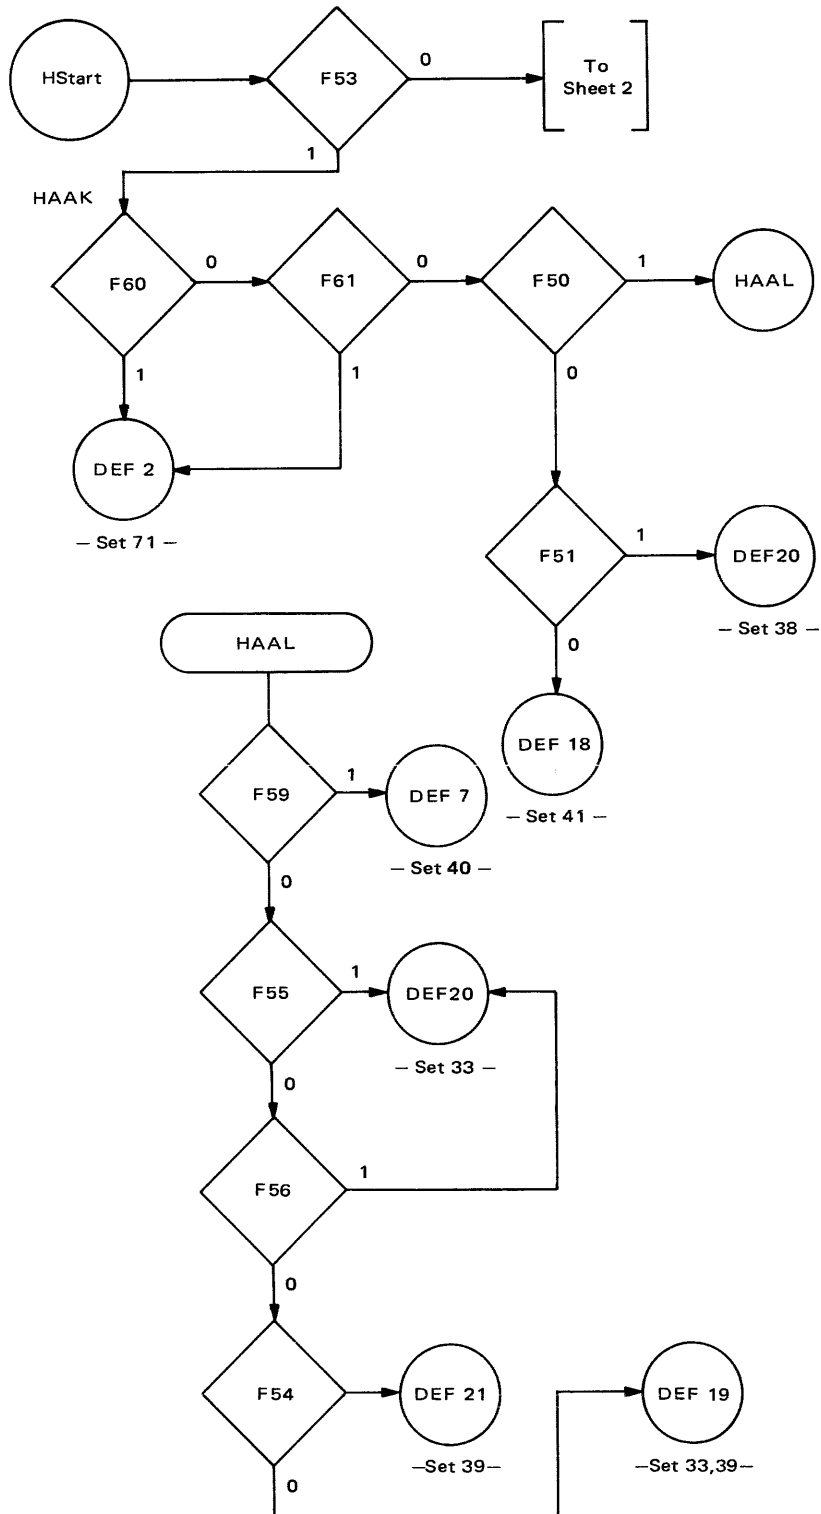 HStart
F53
0
To
Sheet 2
1
HAAK
F60
0
F61
0
F50
1
HAAL
1
1
0
DEF 2
— Set 71 —
F51
1
DEF20
— Set 38 —
0
DEF 18
— Set 41 —
HAAL
F59
1
DEF 7
— Set 40 —
0
F55
1
DEF20
— Set 33 —
0
F56
1
0
F54
DEF 21
—Set 39—
DEF 19
—Set 33,39—
0